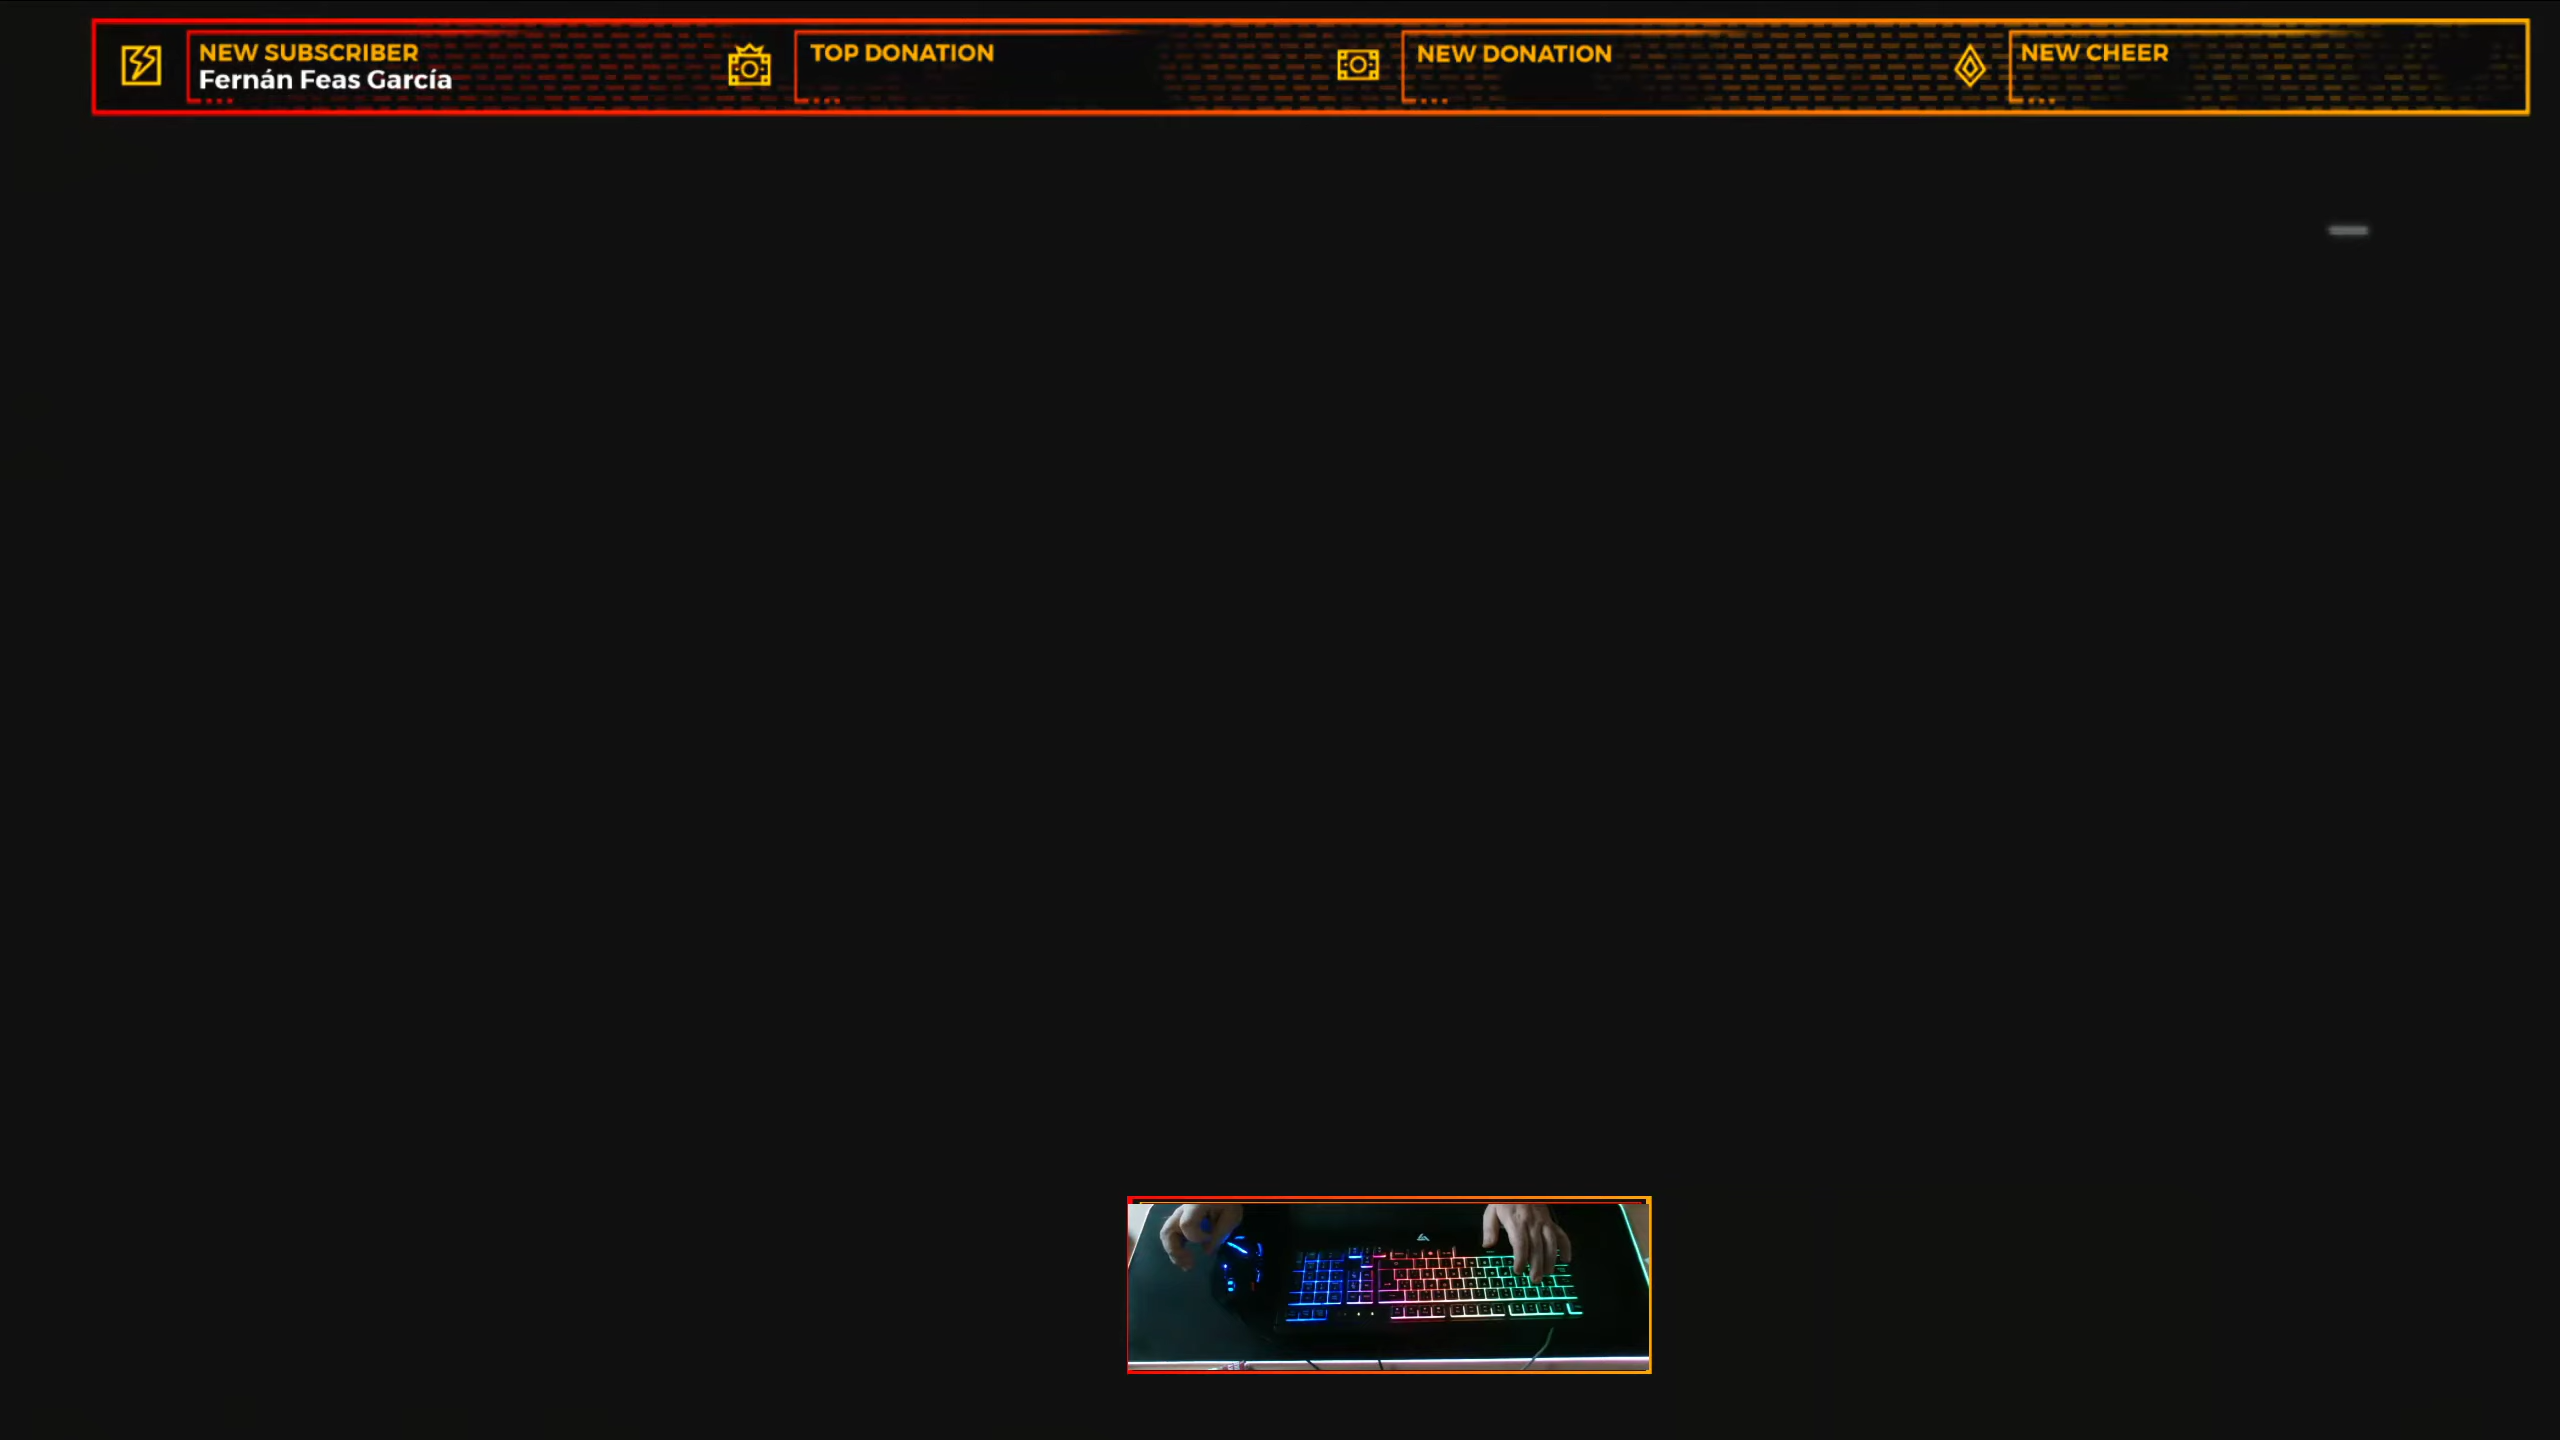 NEW SUBSCRIBER
Fernán Feas García
TOP DONATION
NEW DONATION
NEW CHEER